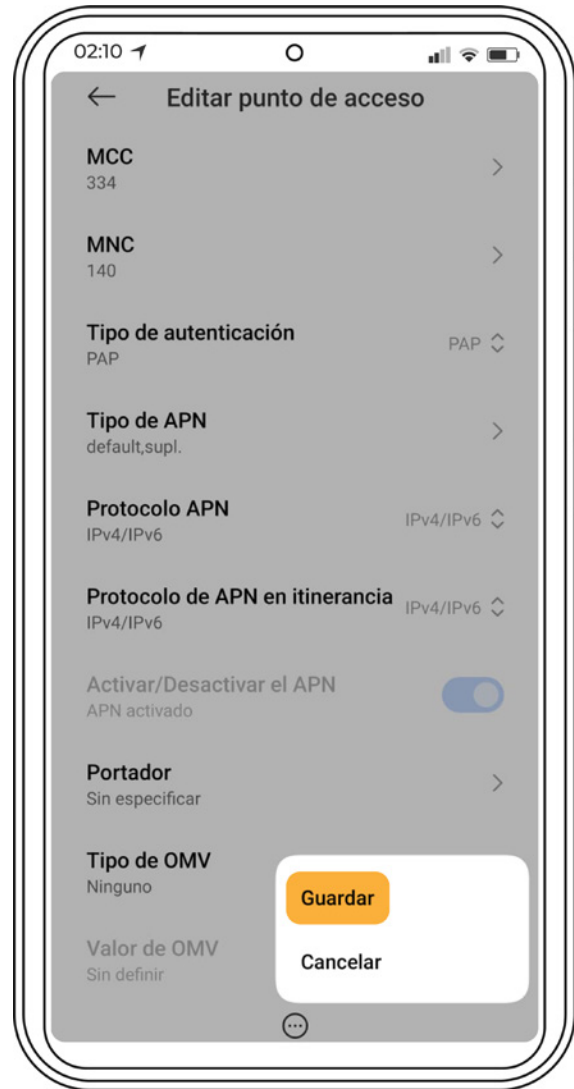 02:10
Editar punto de acceso
MCC
334
MNC
140
Tipo de autenticación
PAP
PAP
Tipo de APN
default,supl.
Protocolo APN
IPv4/IPv6
IPv4/IPv6
Protocolo de APN en itinerancia
IPv4/IPv6
IPv4/IPv6
Activar/Desactivar el APN
APN activado
Portador
Sin especificar
Tipo de OMV
Ninguno
Guardar
Valor de OMV
Sin definir
Cancelar